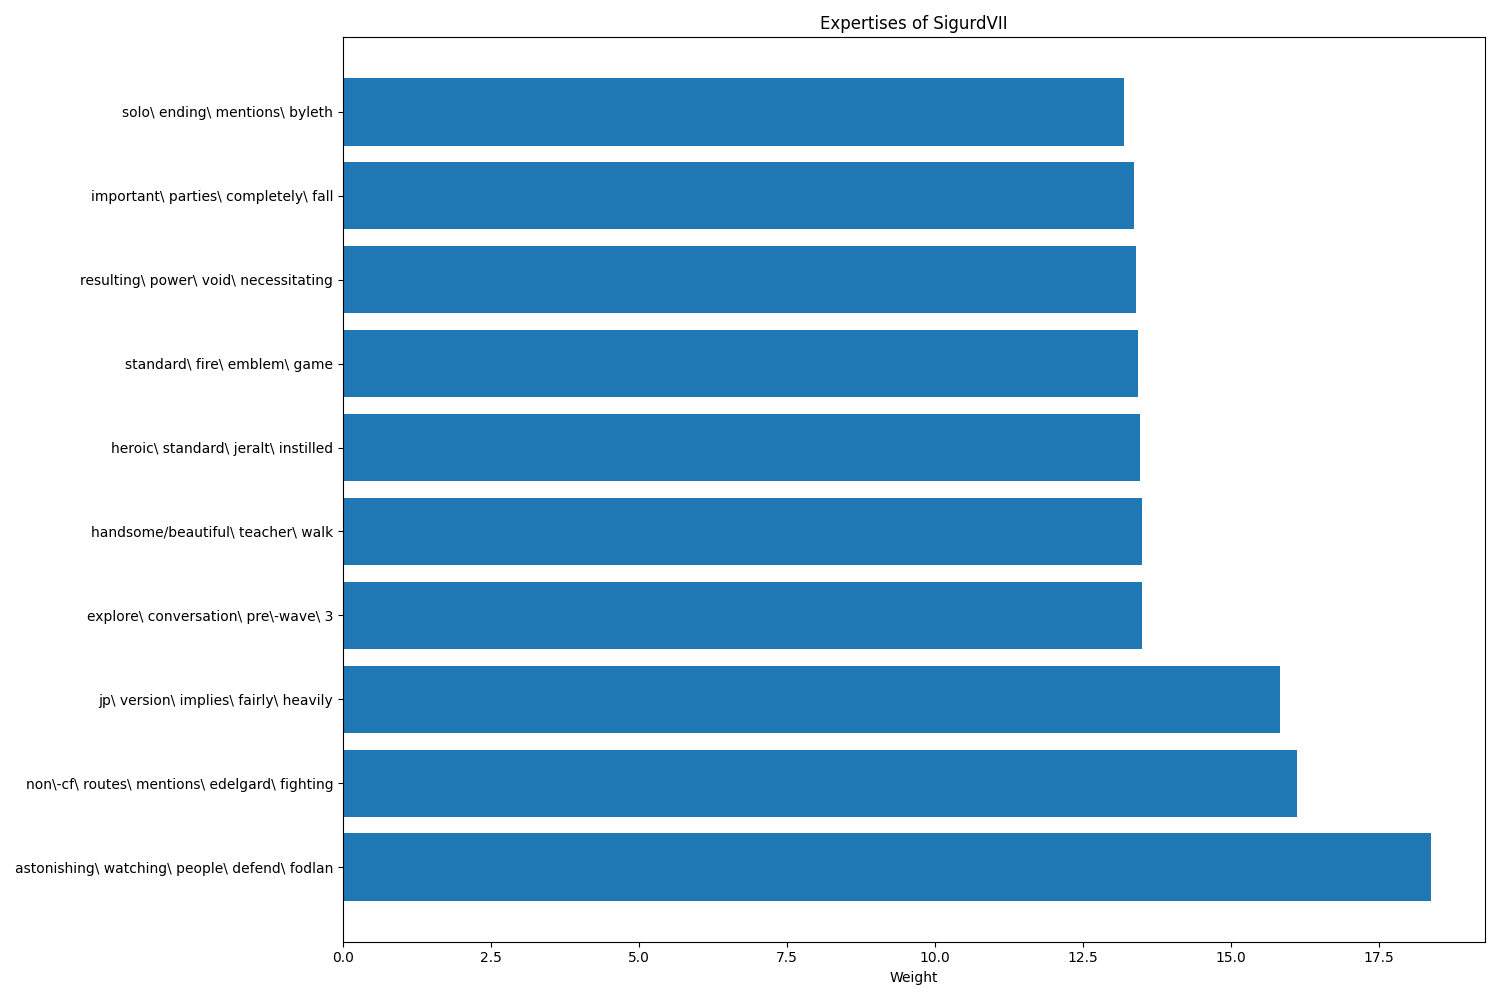 Expertises of SigurdVII
solo\ ending\ mentions\ byleth
important\ parties\ completely\ fall
resulting\ power\ void\ necessitating
standard\ fire\ emblem\ game
heroic\ standard\ jeralt\ instilled
handsome/beautiful\ teacher\ walk
explore\ conversation\ pre\-wave\ 3
jp\ version\ implies\ fairly\ heavily
non\-cf\ routes\ mentions\ edelgard\ fighting
astonishing\ watching\ people\ defend\ fodlan
0.0 2.5 5.0 7.5 10.0 12.5 15.0 17.5
Weight